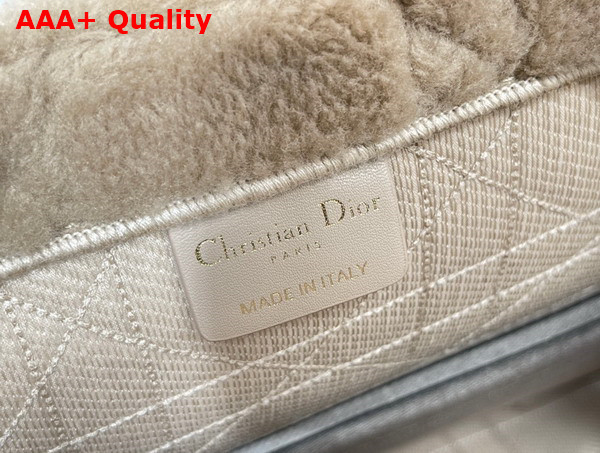 AAA+ Quality
Christian Dior
PARIS
MADE IN ITALY